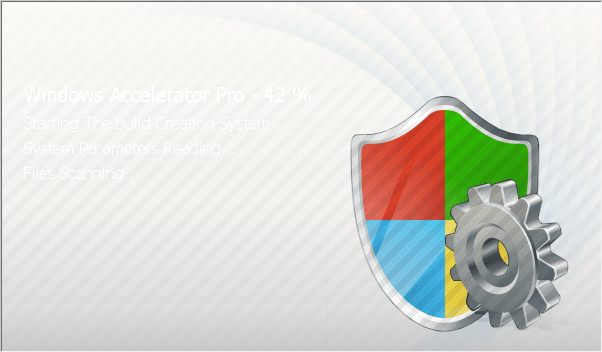 Windows Accelerator Pro - 42 %
Starting The Build Creation System...
System Parameters Reading...
Files Scanning...